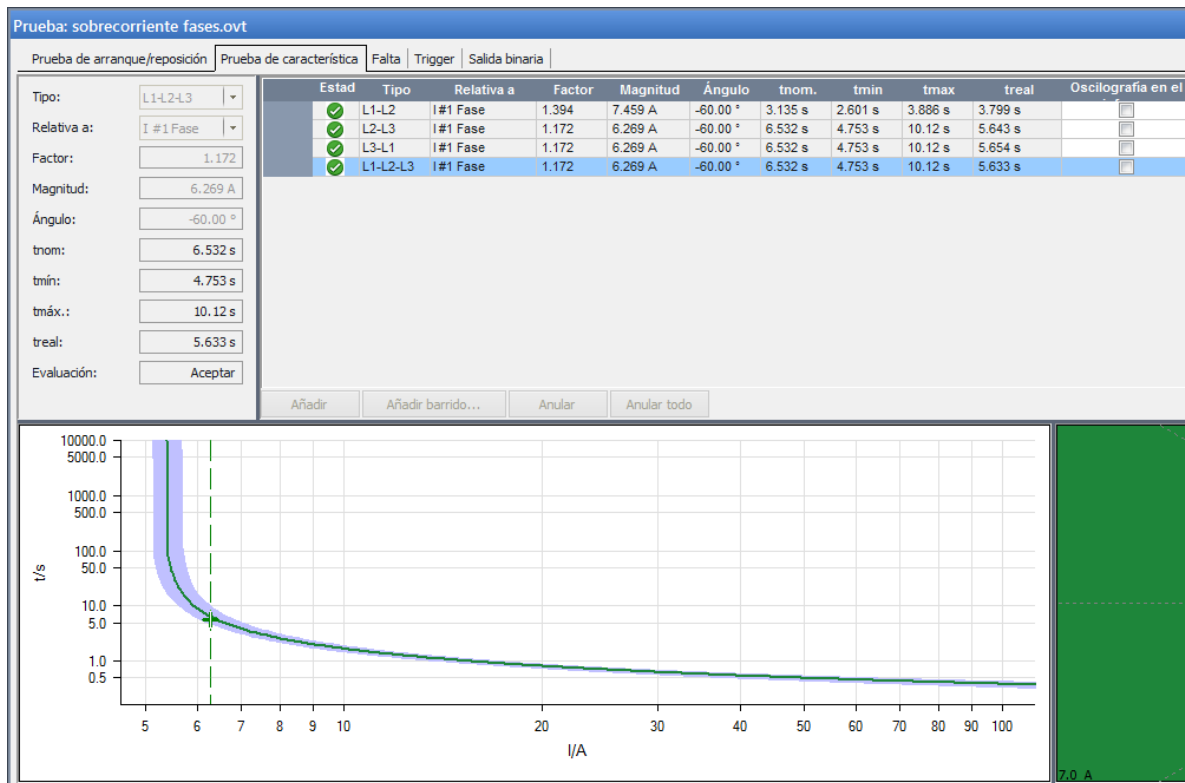 Prueba: sobrecorriente fases.ovt
Prueba de arranque/reposición Prueba de característica Falta Trigger Salida binaria
Tipo: L1-L2-L3
Relativa a: I #1 Fase
Factor: 1.172
Magnitud: 6.269 A
Ángulo: -60.00 °
tnom: 6.532 s
tmín: 4.753 s
tmáx.: 10.12 s
treal: 5.633 s
Evaluación: Aceptar
Estad Tipo Relativa a Factor Magnitud Ángulo tnom. tmin tmax treal Oscilografía en el
L1-L2 I #1 Fase 1.394 7.459 A -60.00 ° 3.135 s 2.601 s 3.886 s 3.799 s
L2-L3 I #1 Fase 1.172 6.269 A -60.00 ° 6.532 s 4.753 s 10.12 s 5.643 s
L3-L1 I #1 Fase 1.172 6.269 A -60.00 ° 6.532 s 4.753 s 10.12 s 5.654 s
L1-L2-L3 I #1 Fase 1.172 6.269 A -60.00 ° 6.532 s 4.753 s 10.12 s 5.633 s
Añadir Añadir barrido... Anular Anular todo
10000.0
5000.0
1000.0
500.0
100.0
50.0
10.0
5.0
1.0
0.5
t/s
5 6 7 8 9 10 20 30 40 50 60 70 80 90 100
I/A
7.0 A